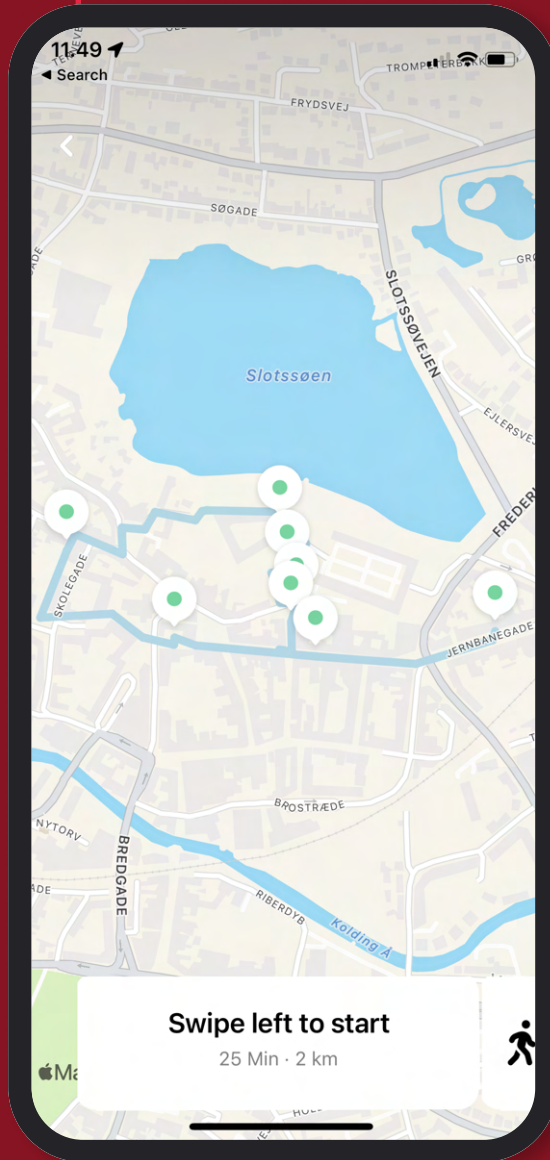 11:49
◀ Search
FRYDSVEJ
SØGADE
SLOTSSØVEJEN
Slotssøen
EJLERSVEJ
SKOLEGADE
JERNBANEGADE
BROSTRÆDE
NYTORV
BREDGADE
RIBERDYB
Kolding Å
Swipe left to start
25 Min · 2 km